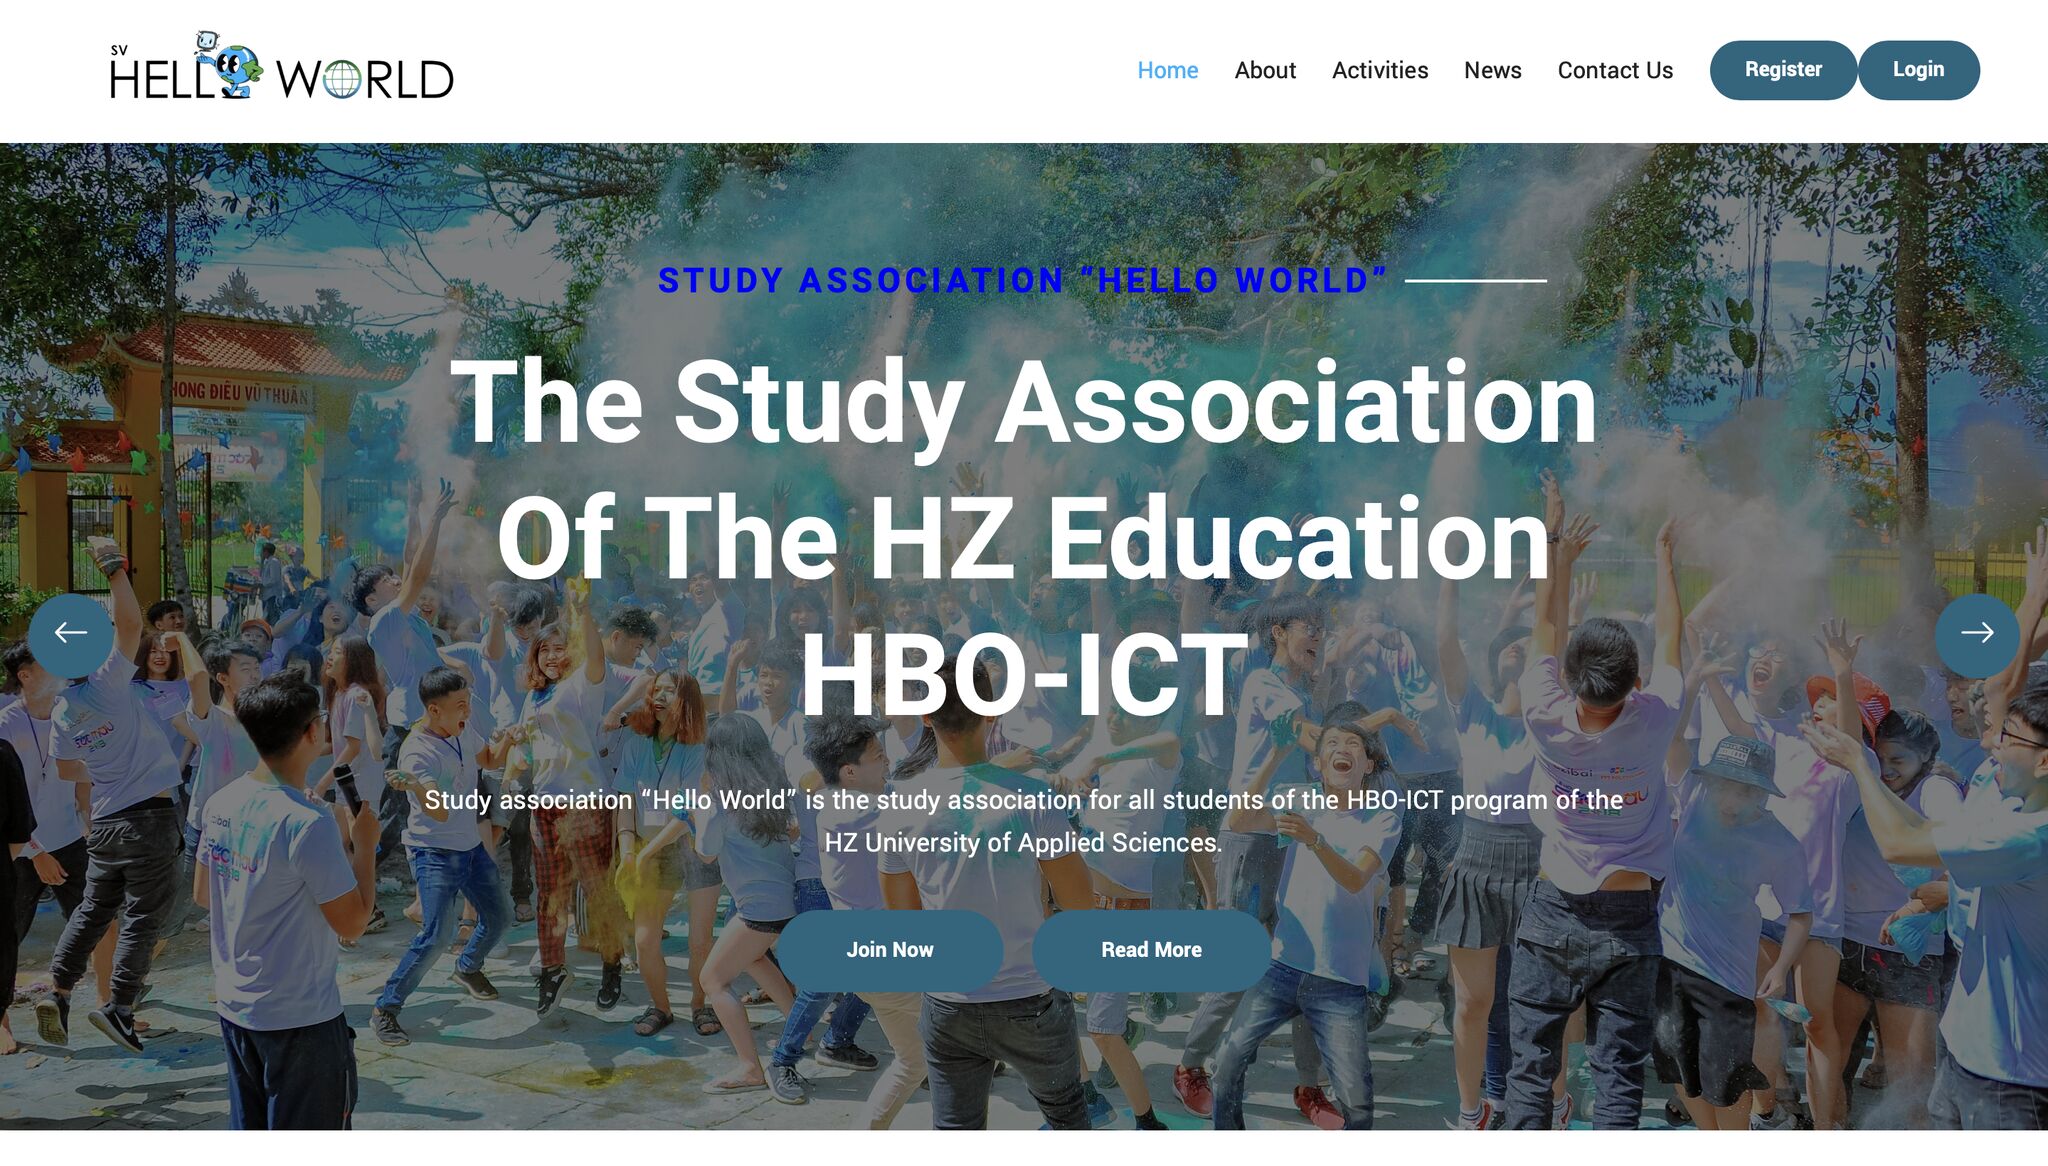 SV
HELLO WORLD
Home About Activities News Contact Us Register Login
STUDY ASSOCIATION “HELLO WORLD”
HONG ĐIỀU VŨ THUẬN
The Study Association
Of The HZ Education
HBO-ICT
Study association “Hello World” is the study association for all students of the HBO-ICT program of the
HZ University of Applied Sciences.
Join Now Read More